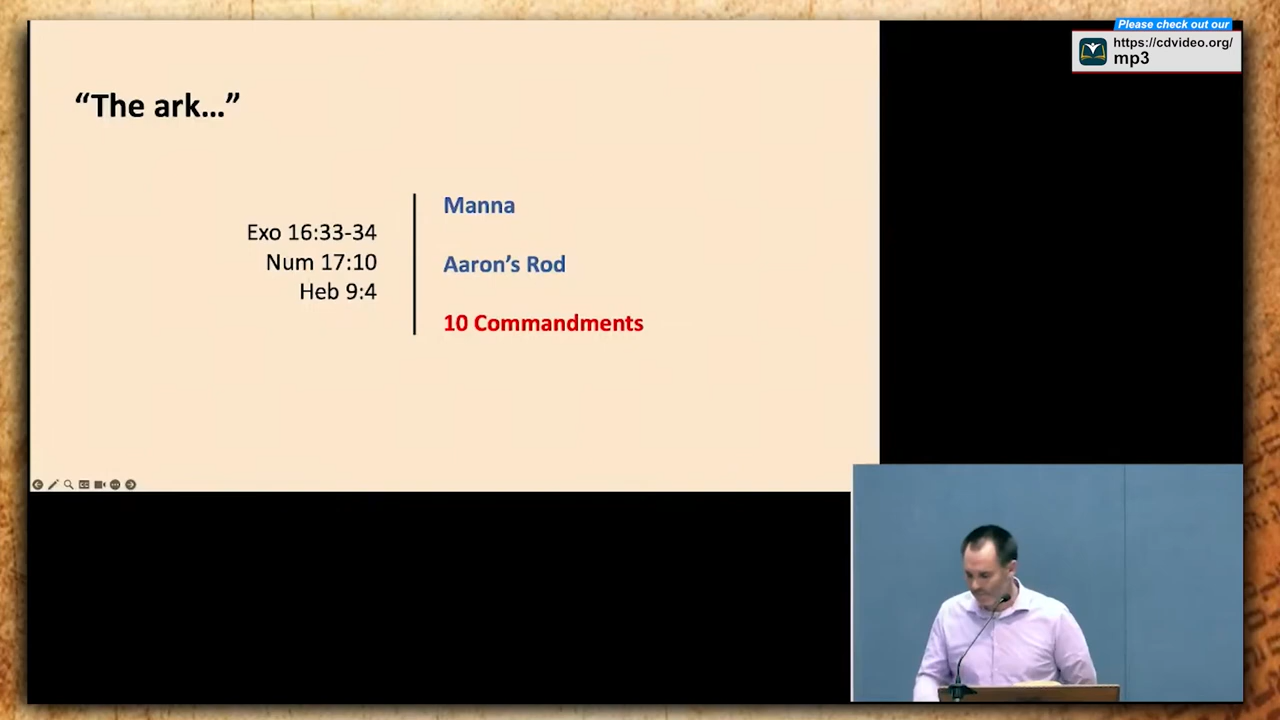 Please check out our
https://cdvideo.org/
mp3
“The ark...”
Exo 16:33-34
Num 17:10
Heb 9:4
Manna
Aaron’s Rod
10 Commandments